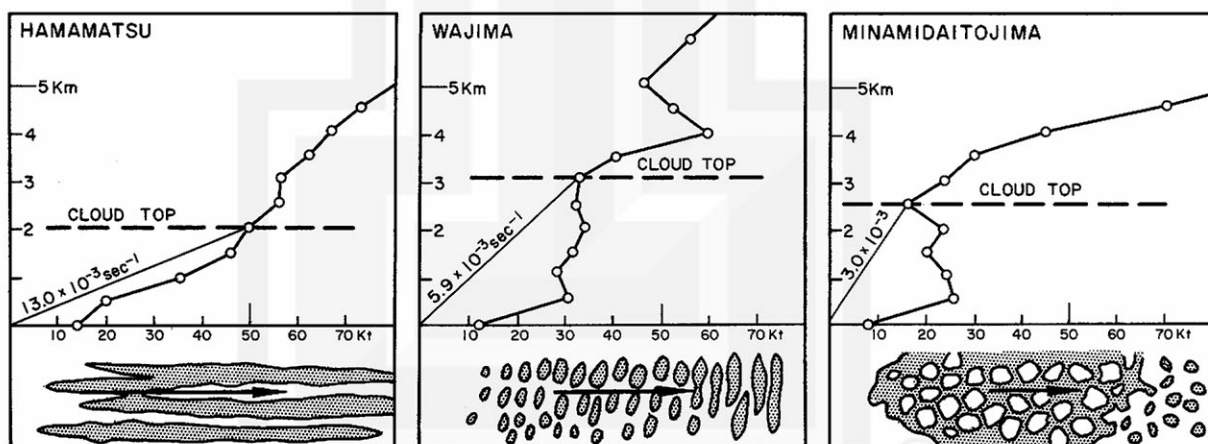 HAMAMATSU
5 Km
4
3
CLOUD TOP
2
13.0 x 10⁻³ sec⁻¹
10 20 30 40 50 60 70 Kt
WAJIMA
5 Km
4
CLOUD TOP
3
2
5.9 x 10⁻³ sec⁻¹
10 20 30 40 50 60 70 Kt
MINAMIDAITOJIMA
5 Km
4
3
CLOUD TOP
2
3.0 x 10⁻³
10 20 30 40 70 Kt